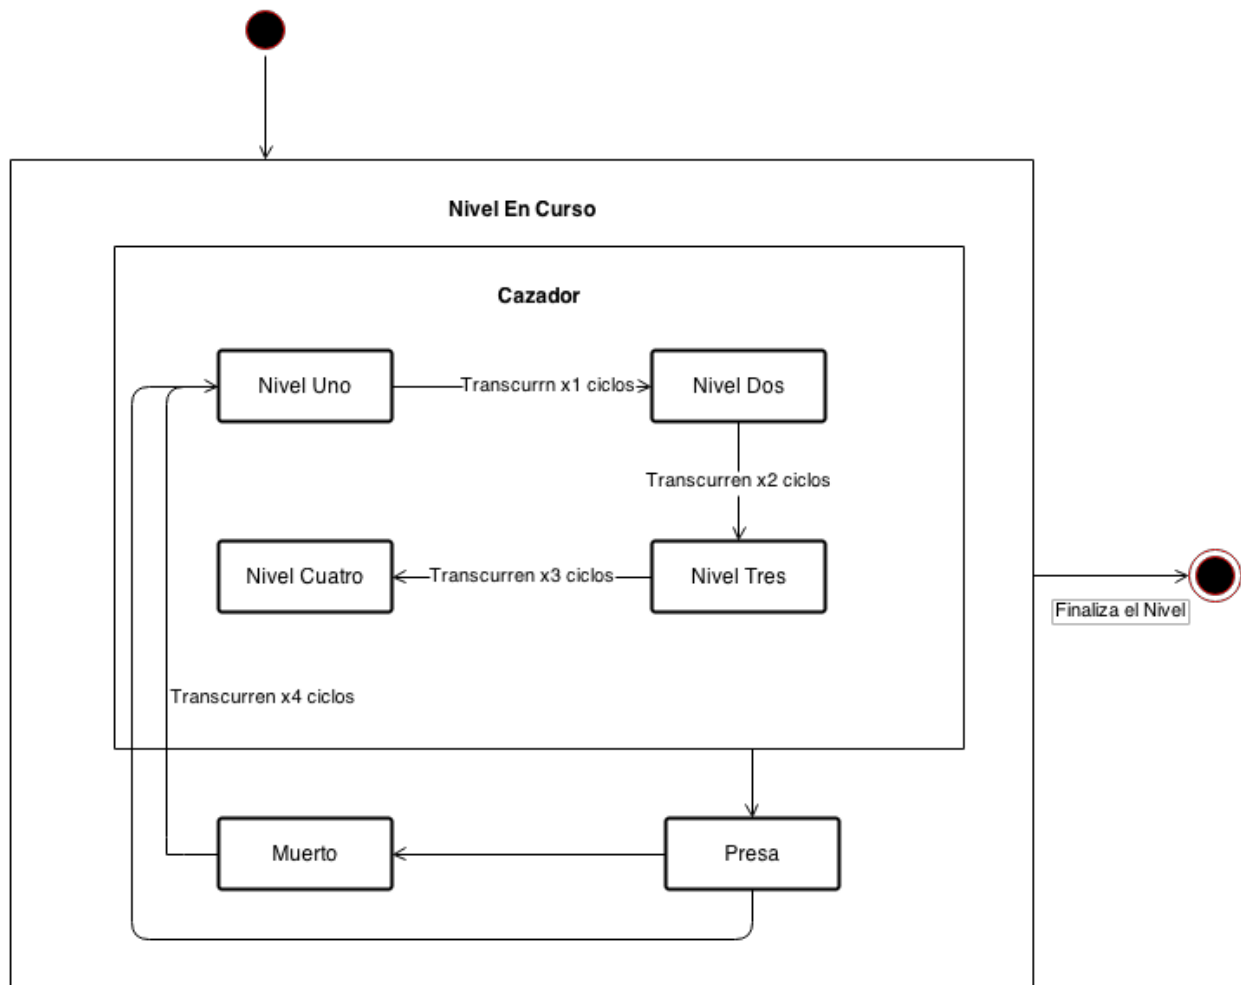 Nivel En Curso
Cazador
Nivel Uno
Transcurrn x1 ciclos
Nivel Dos
Transcurren x2 ciclos
Nivel Cuatro
Transcurren x3 ciclos
Nivel Tres
Finaliza el Nivel
Transcurren x4 ciclos
Muerto
Presa